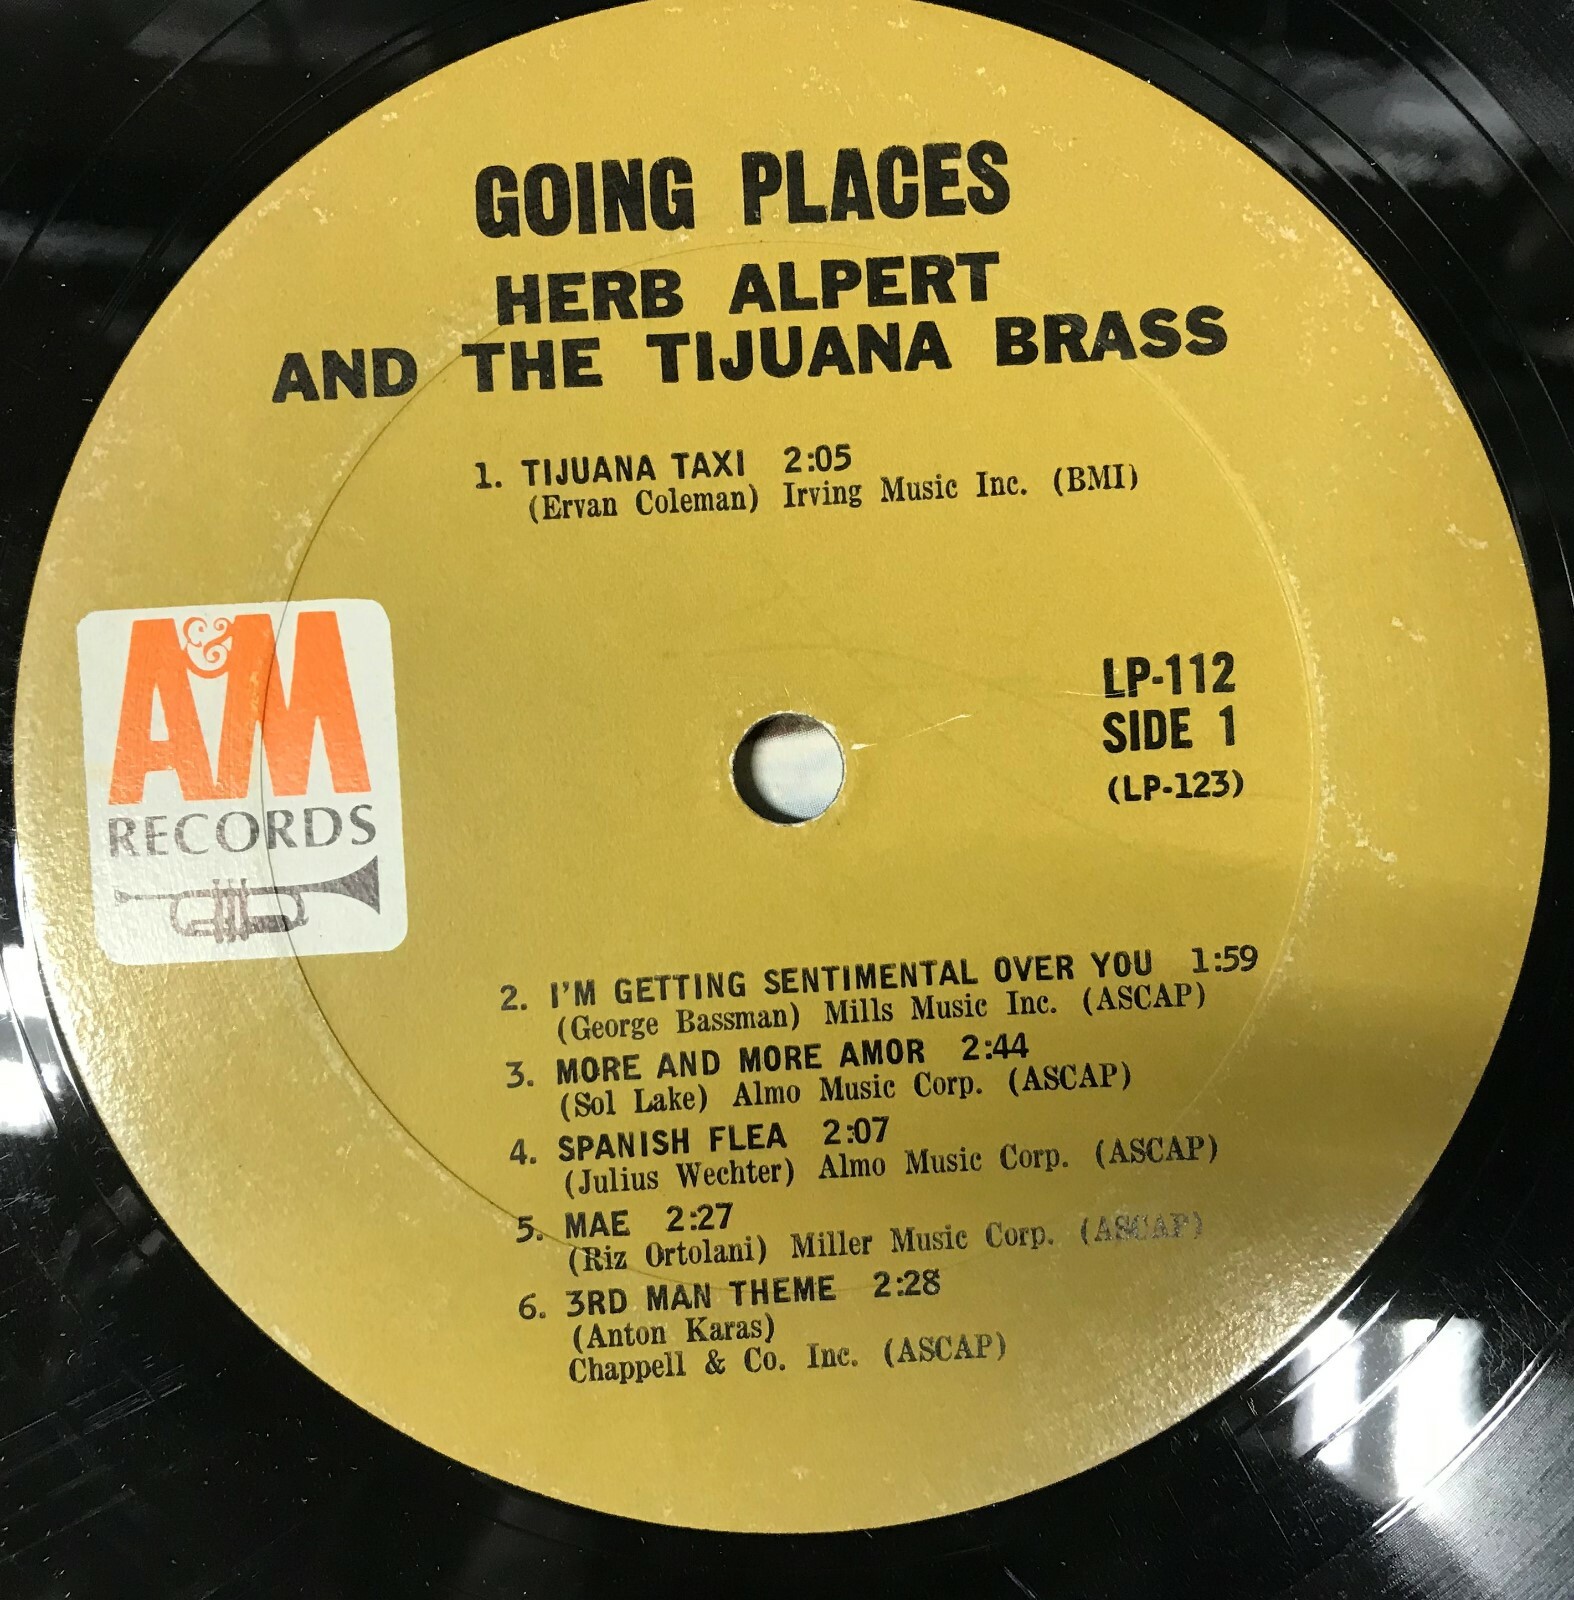 GOING PLACES
HERB ALPERT
AND THE TIJUANA BRASS
1. TIJUANA TAXI 2:05
(Ervan Coleman) Irving Music Inc. (BMI)
A&M
RECORDS
LP-112
SIDE 1
(LP-123)
2. I'M GETTING SENTIMENTAL OVER YOU 1:59
(George Bassman) Mills Music Inc. (ASCAP)
3. MORE AND MORE AMOR 2:44
(Sol Lake) Almo Music Corp. (ASCAP)
4. SPANISH FLEA 2:07
(Julius Wechter) Almo Music Corp. (ASCAP)
5. MAE 2:27
(Riz Ortolani) Miller Music Corp. (ASCAP)
6. 3RD MAN THEME 2:28
(Anton Karas)
Chappell & Co. Inc. (ASCAP)